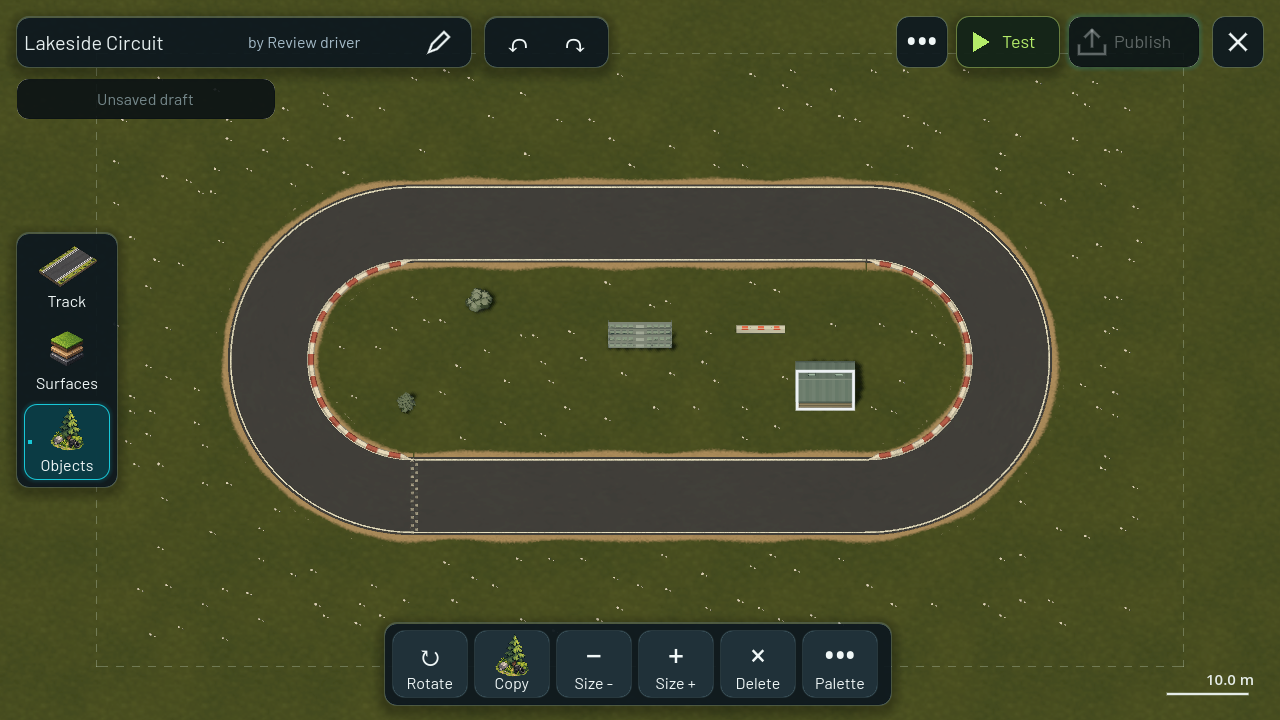 Lakeside Circuit
by Review driver
Test
Publish
Unsaved draft
Track
Surfaces
Objects
Rotate
Copy
Size -
Size +
Delete
Palette
10.0 m